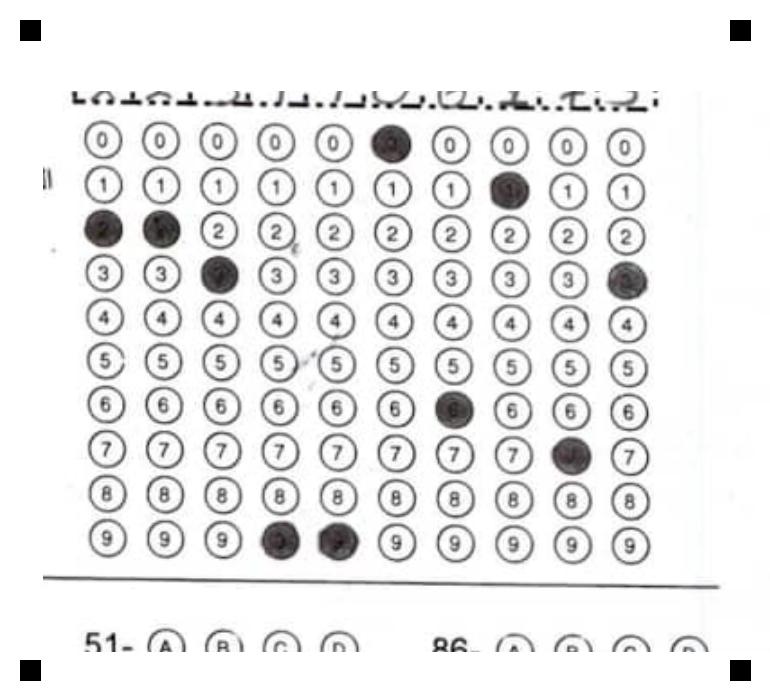 0 0 0 0 0 0 0 0 0
1 1 1 1 1 1 1 1 1
2 2 2 2 2 2 2 2 2
3 3 3 3 3 3 3 3
4 4 4 4 4 4 4 4 4 4
5 5 5 5 5 5 5 5 5 5
6 6 6 6 6 6 6 6 6 6
7 7 7 7 7 7 7 7 7
8 8 8 8 8 8 8 8 8 8
9 9 9 9 9 9 9 9
51- A B C D 86- A B C D